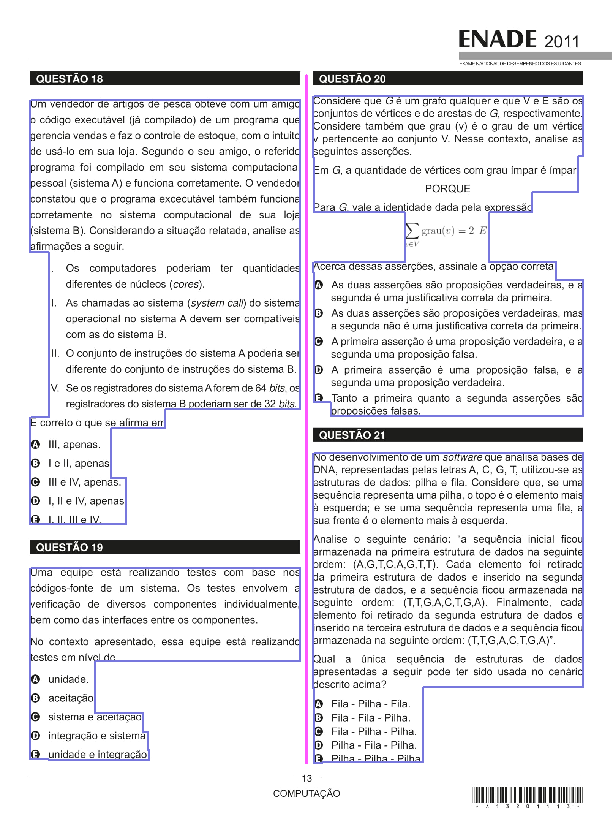 ENADE 2011
EXAME NACIONAL DE DESEMPENHO DOS ESTUDANTES
QUESTÃO 18
Um vendedor de artigos de pesca obteve com um amigo
o código executável (já compilado) de um programa que
gerencia vendas e faz o controle de estoque, com o intuito
de usá-lo em sua loja. Segundo o seu amigo, o referido
programa foi compilado em seu sistema computacional
pessoal (sistema A) e funciona corretamente. O vendedor
constatou que o programa excecutável também funciona
corretamente no sistema computacional de sua loja
(sistema B). Considerando a situação relatada, analise as
afirmações a seguir.
I. Os computadores poderiam ter quantidades
diferentes de núcleos (cores).
II. As chamadas ao sistema (system call) do sistema
operacional no sistema A devem ser compatíveis
com as do sistema B.
III. O conjunto de instruções do sistema A poderia ser
diferente do conjunto de instruções do sistema B.
IV. Se os registradores do sistema A forem de 64 bits, os
registradores do sistema B poderiam ser de 32 bits.
É correto o que se afirma em
A III, apenas.
B I e II, apenas.
C III e IV, apenas.
D I, II e IV, apenas.
E I, II, III e IV.
QUESTÃO 19
Uma equipe está realizando testes com base nos
códigos-fonte de um sistema. Os testes envolvem a
verificação de diversos componentes individualmente,
bem como das interfaces entre os componentes.
No contexto apresentado, essa equipe está realizando
testes em nível de
A unidade.
B aceitação.
C sistema e aceitação.
D integração e sistema.
E unidade e integração.
QUESTÃO 20
Considere que G é um grafo qualquer e que V e E são os
conjuntos de vértices e de arestas de G, respectivamente.
Considere também que grau (v) é o grau de um vértice
v pertencente ao conjunto V. Nesse contexto, analise as
seguintes asserções.
Em G, a quantidade de vértices com grau ímpar é ímpar.
PORQUE
Para G, vale a identidade dada pela expressão
∑ grau(v) = 2|E|
v∈V
Acerca dessas asserções, assinale a opção correta.
A As duas asserções são proposições verdadeiras, e a
segunda é uma justificativa correta da primeira.
B As duas asserções são proposições verdadeiras, mas
a segunda não é uma justificativa correta da primeira.
C A primeira asserção é uma proposição verdadeira, e a
segunda uma proposição falsa.
D A primeira asserção é uma proposição falsa, e a
segunda uma proposição verdadeira.
E Tanto a primeira quanto a segunda asserções são
proposições falsas.
QUESTÃO 21
No desenvolvimento de um software que analisa bases de
DNA, representadas pelas letras A, C, G, T, utilizou-se as
estruturas de dados: pilha e fila. Considere que, se uma
sequência representa uma pilha, o topo é o elemento mais
à esquerda; e se uma sequência representa uma fila, a
sua frente é o elemento mais à esquerda.
Analise o seguinte cenário: "a sequência inicial ficou
armazenada na primeira estrutura de dados na seguinte
ordem: (A,G,T,C,A,G,T,T). Cada elemento foi retirado
da primeira estrutura de dados e inserido na segunda
estrutura de dados, e a sequência ficou armazenada na
seguinte ordem: (T,T,G,A,C,T,G,A). Finalmente, cada
elemento foi retirado da segunda estrutura de dados e
inserido na terceira estrutura de dados e a sequência ficou
armazenada na seguinte ordem: (T,T,G,A,C,T,G,A)".
Qual a única sequência de estruturas de dados
apresentadas a seguir pode ter sido usada no cenário
descrito acima?
A Fila - Pilha - Fila.
B Fila - Fila - Pilha.
C Fila - Pilha - Pilha.
D Pilha - Fila - Pilha.
E Pilha - Pilha - Pilha.
13
COMPUTAÇÃO